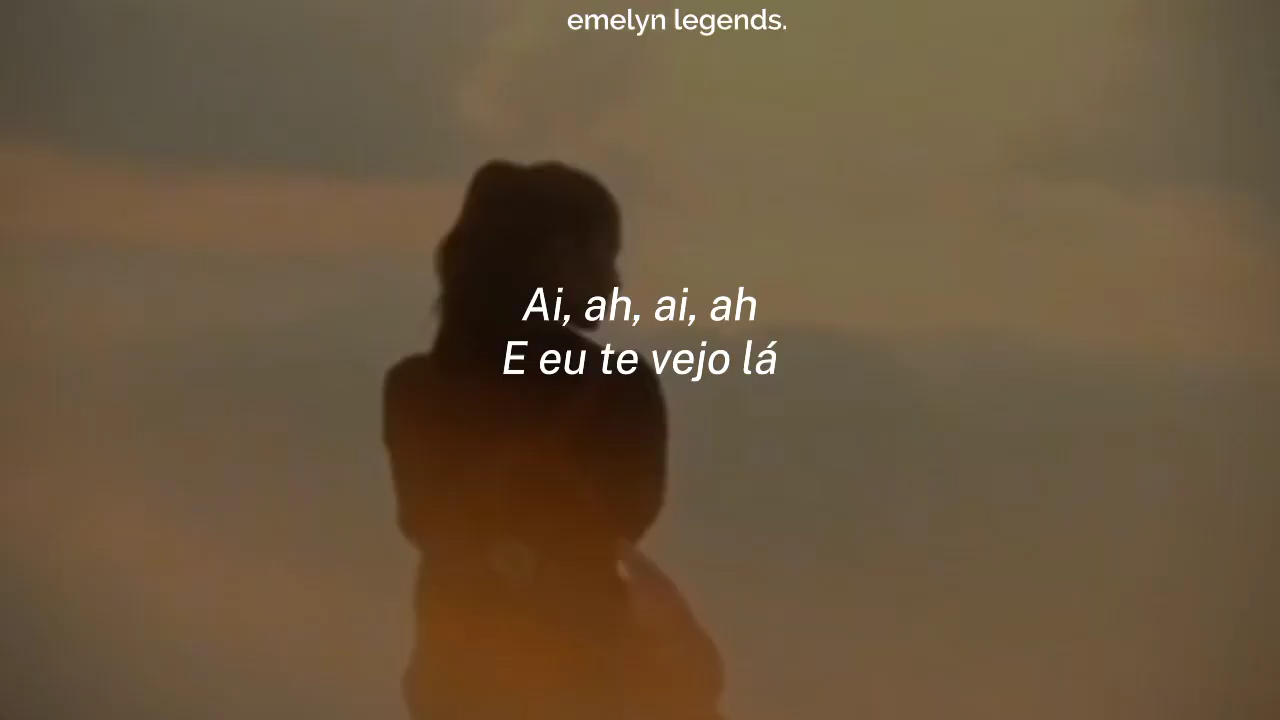 emelyn legends.
Ai, ah, ai, ah
E eu te vejo lá